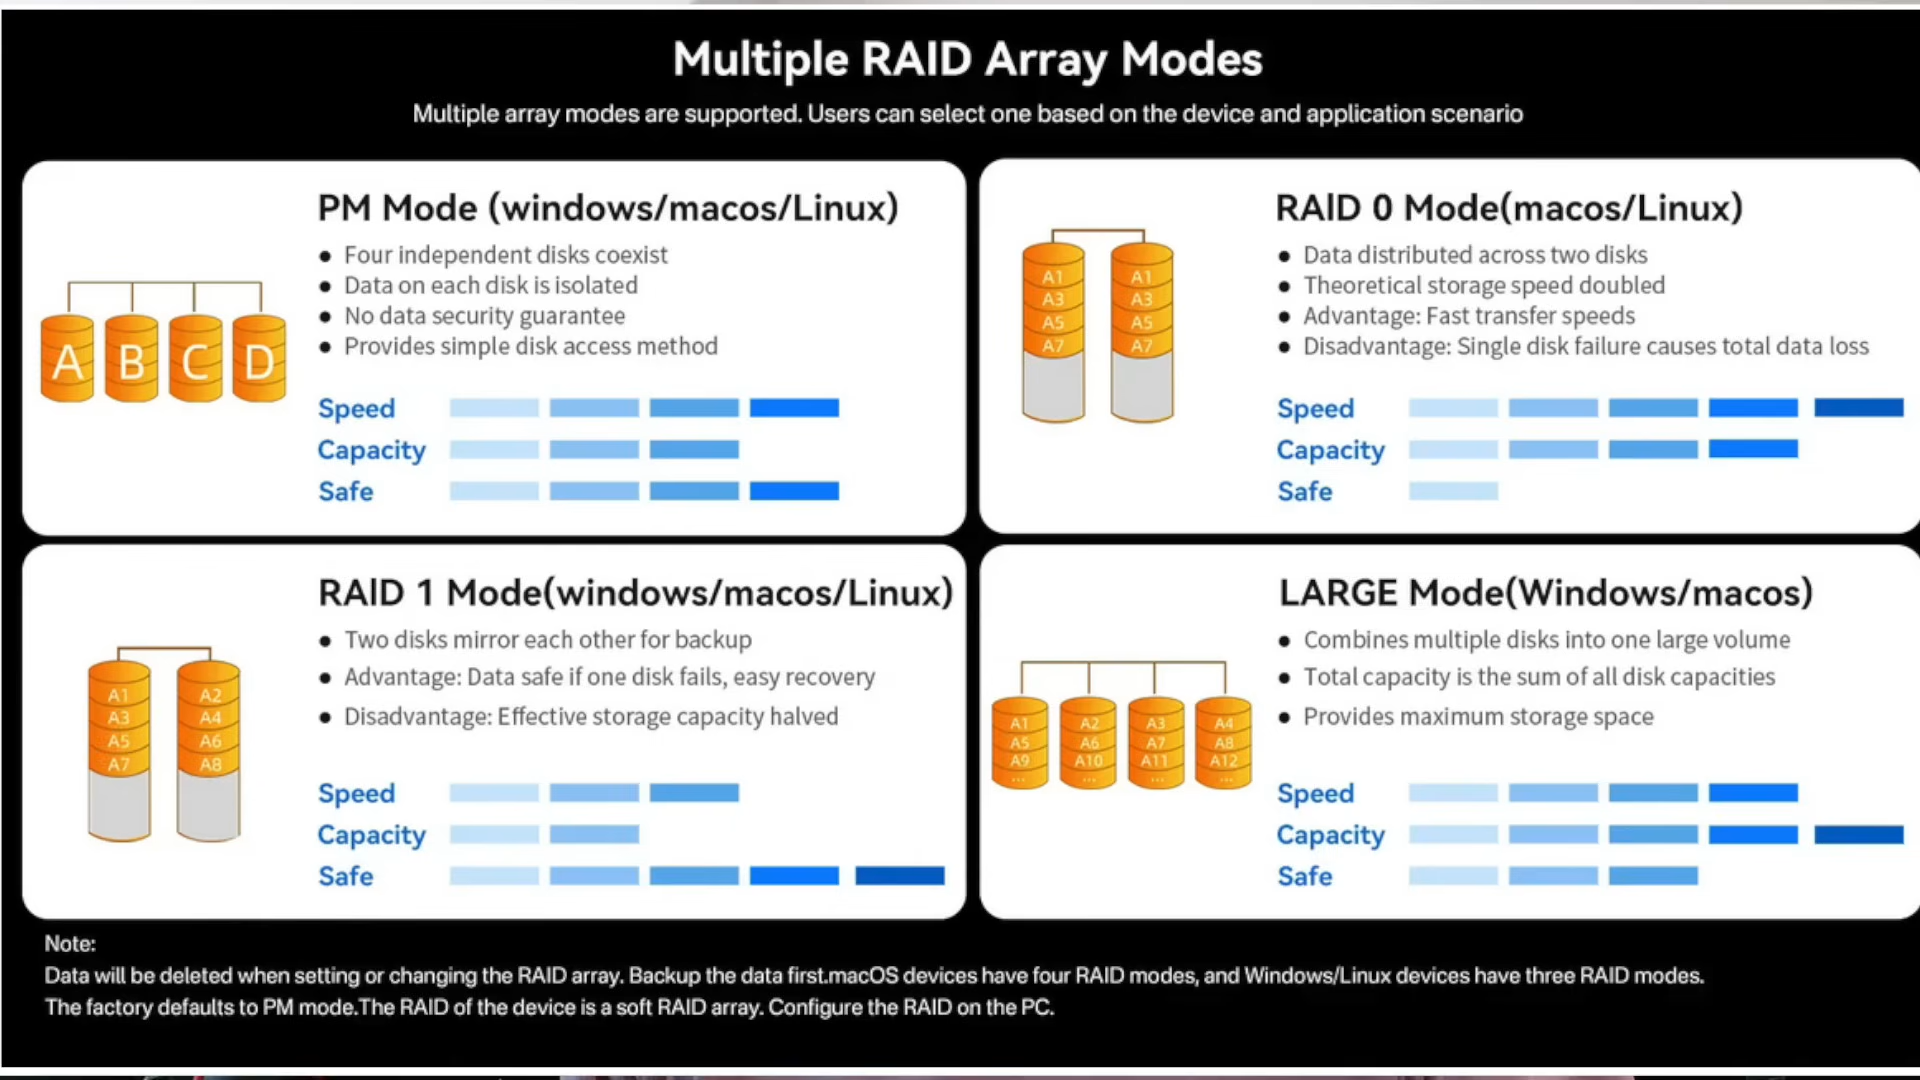 Multiple RAID Array Modes
Multiple array modes are supported. Users can select one based on the device and application scenario
PM Mode (windows/macos/Linux)
● Four independent disks coexist
● Data on each disk is isolated
● No data security guarantee
● Provides simple disk access method
A B C D
Speed
Capacity
Safe
RAID 0 Mode(macos/Linux)
● Data distributed across two disks
● Theoretical storage speed doubled
● Advantage: Fast transfer speeds
● Disadvantage: Single disk failure causes total data loss
A1 A1
A3 A3
A5 A5
A7 A7
Speed
Capacity
Safe
RAID 1 Mode(windows/macos/Linux)
● Two disks mirror each other for backup
● Advantage: Data safe if one disk fails, easy recovery
● Disadvantage: Effective storage capacity halved
A1 A2
A3 A4
A5 A6
A7 A8
Speed
Capacity
Safe
LARGE Mode(Windows/macos)
● Combines multiple disks into one large volume
● Total capacity is the sum of all disk capacities
● Provides maximum storage space
A1 A2 A3 A4
A5 A6 A7 A8
A9 A10 A11 A12
... ... ... ...
Speed
Capacity
Safe
Note:
Data will be deleted when setting or changing the RAID array. Backup the data first.macOS devices have four RAID modes, and Windows/Linux devices have three RAID modes.
The factory defaults to PM mode.The RAID of the device is a soft RAID array. Configure the RAID on the PC.